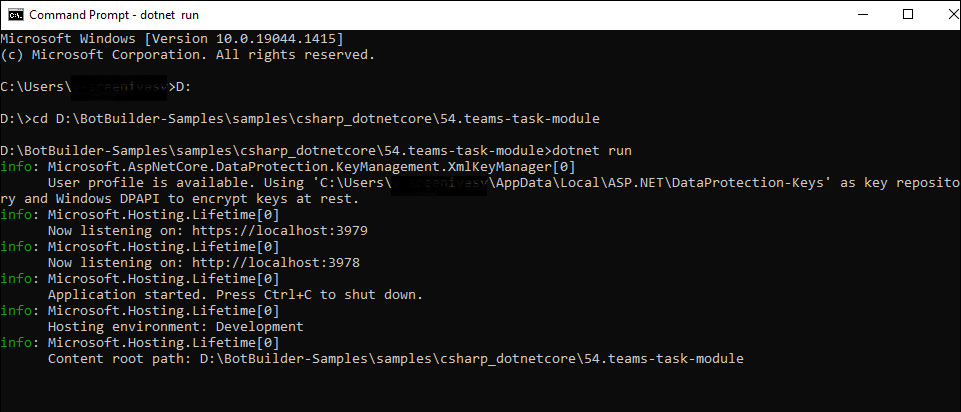 Command Prompt - dotnet run
Microsoft Windows [Version 10.0.19044.1415]
(c) Microsoft Corporation. All rights reserved.
C:\Users\ >D:
D:\>cd D:\BotBuilder-Samples\samples\csharp_dotnetcore\54.teams-task-module
D:\BotBuilder-Samples\samples\csharp_dotnetcore\54.teams-task-module>dotnet run
info: Microsoft.AspNetCore.DataProtection.KeyManagement.XmlKeyManager[0]
User profile is available. Using 'C:\Users\ \AppData\Local\ASP.NET\DataProtection-Keys' as key reposito
ry and Windows DPAPI to encrypt keys at rest.
info: Microsoft.Hosting.Lifetime[0]
Now listening on: https://localhost:3979
info: Microsoft.Hosting.Lifetime[0]
Now listening on: http://localhost:3978
info: Microsoft.Hosting.Lifetime[0]
Application started. Press Ctrl+C to shut down.
info: Microsoft.Hosting.Lifetime[0]
Hosting environment: Development
info: Microsoft.Hosting.Lifetime[0]
Content root path: D:\BotBuilder-Samples\samples\csharp_dotnetcore\54.teams-task-module